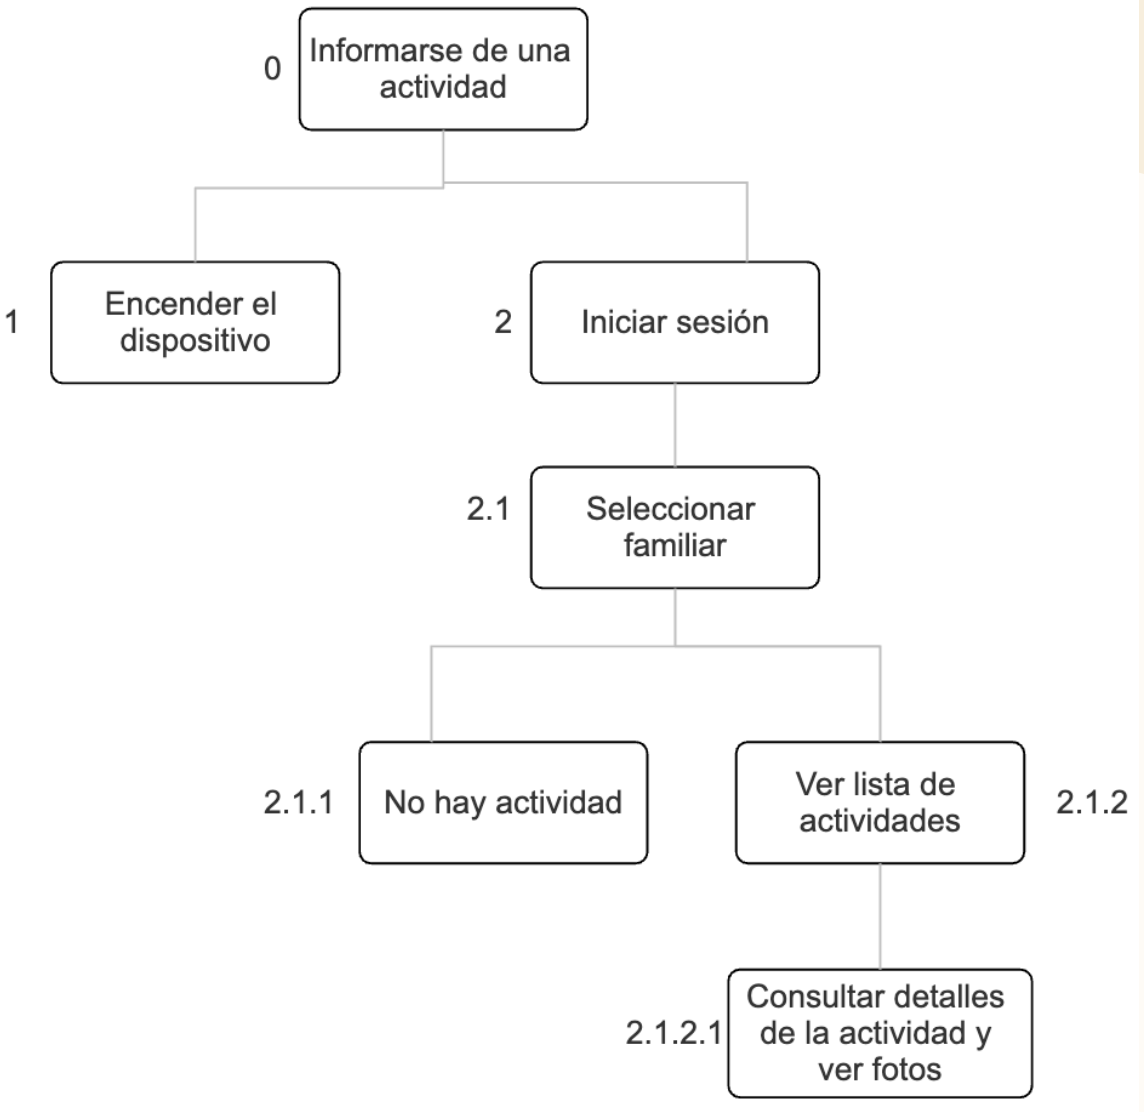 0
Informarse de una
actividad
1
Encender el
dispositivo
2
Iniciar sesión
2.1
Seleccionar
familiar
2.1.1
No hay actividad
Ver lista de
actividades
2.1.2
2.1.2.1
Consultar detalles
de la actividad y
ver fotos